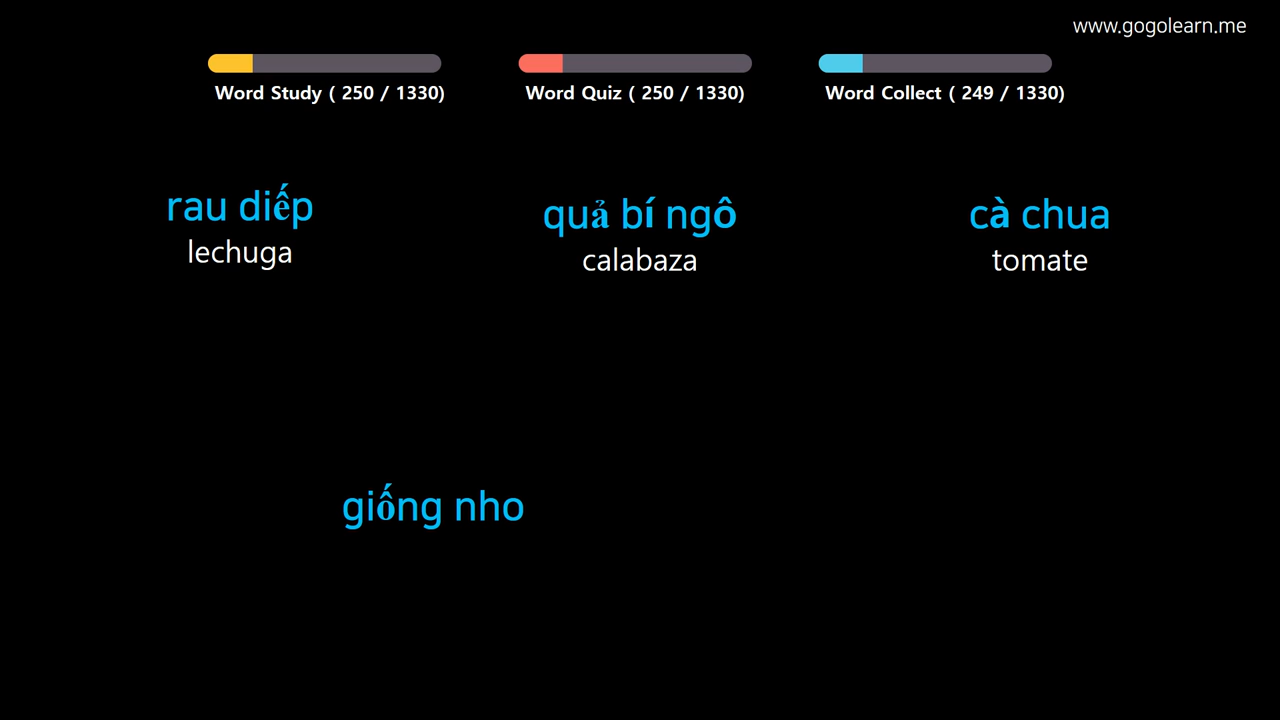 www.gogolearn.me
Word Study ( 250 / 1330)
Word Quiz ( 250 / 1330)
Word Collect ( 249 / 1330)
rau diếp
lechuga
quả bí ngô
calabaza
cà chua
tomate
giống nho